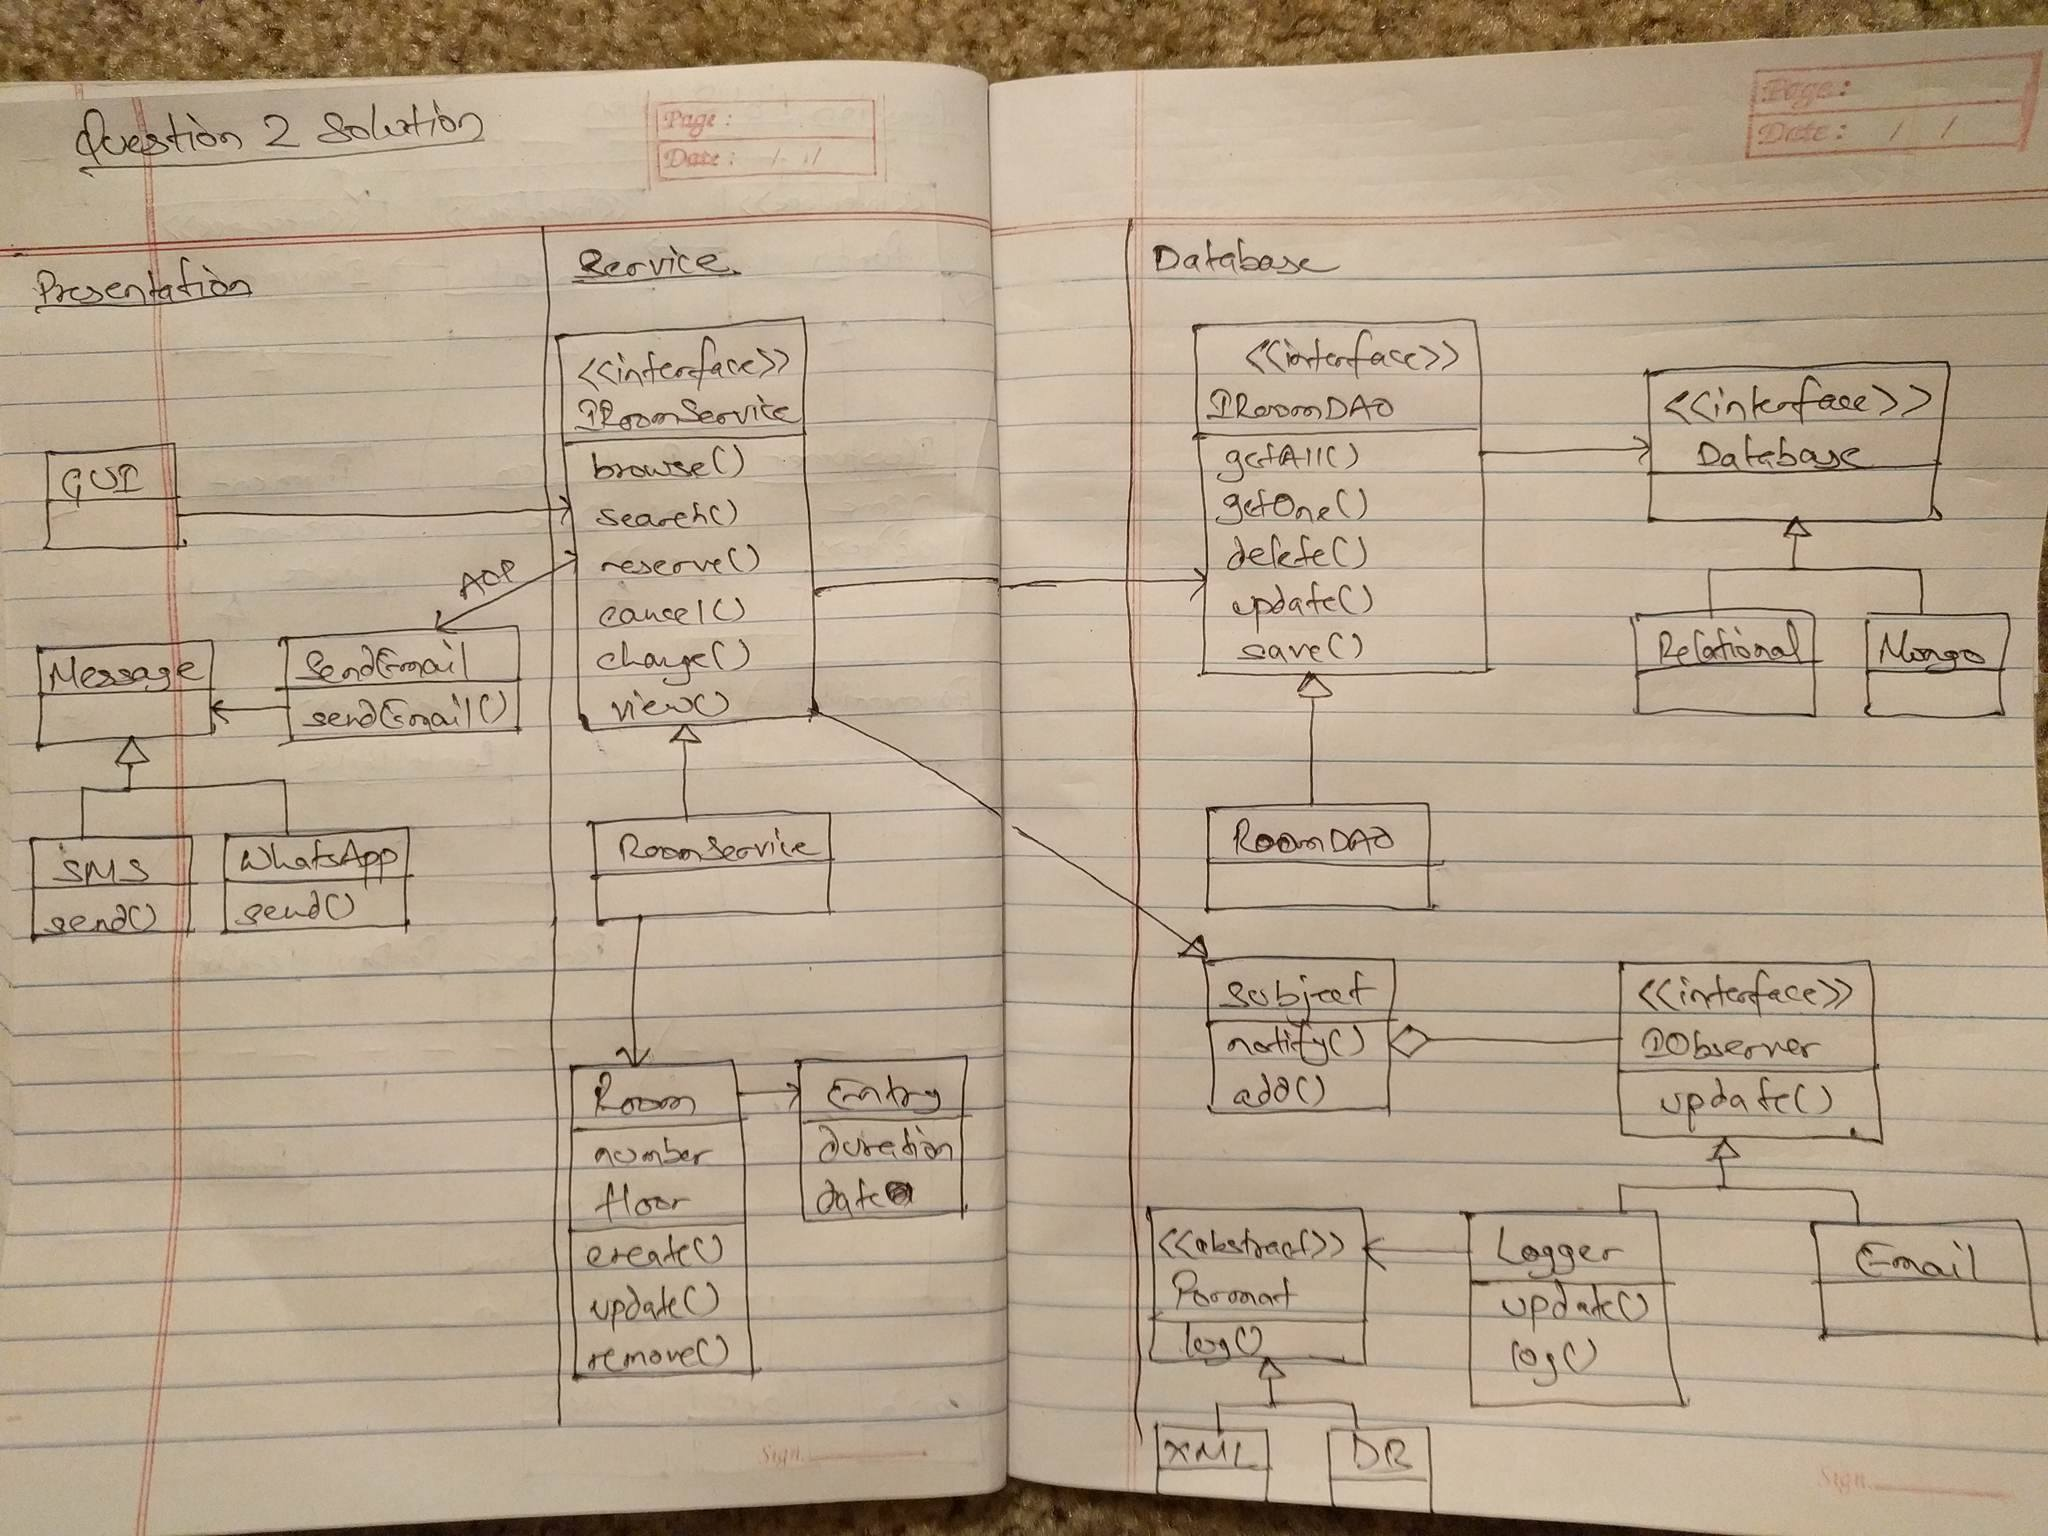 Question 2 Solution
Page:
Date: / /
Page:
Date: / /
Presentation
Service
Database
GUI
AOP
Message
SendEmail
sendEmail()
SMS
send()
WhatsApp
send()
<<interface>>
IRoomService
browse()
search()
reserve()
cancel()
change()
view()
RoomService
Room
number
floor
create()
update()
remove()
Entry
duration
date
<<interface>>
IRoomDAO
getAll()
getOne()
delete()
update()
save()
<<interface>>
Database
Relational
Mongo
RoomDAO
Subject
notify()
add()
<<interface>>
IObserver
update()
<<abstract>>
Format
log()
Logger
update()
log()
Email
XML
DB
Sign.
Sign.